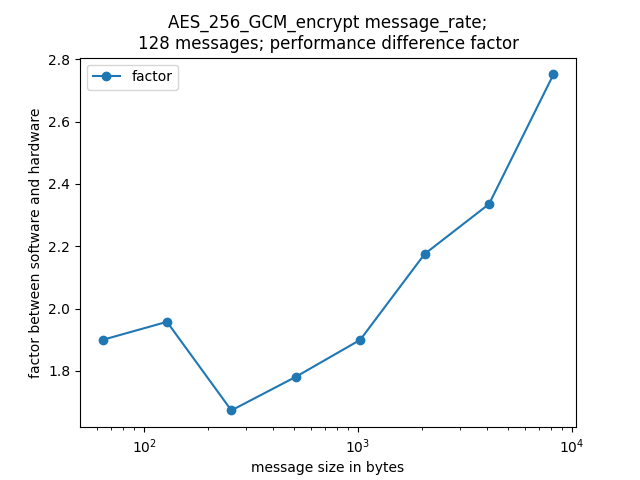 AES_256_GCM_encrypt message_rate;
128 messages; performance difference factor
factor
factor between software and hardware
2.8
2.6
2.4
2.2
2.0
1.8
10²
10³
10⁴
message size in bytes